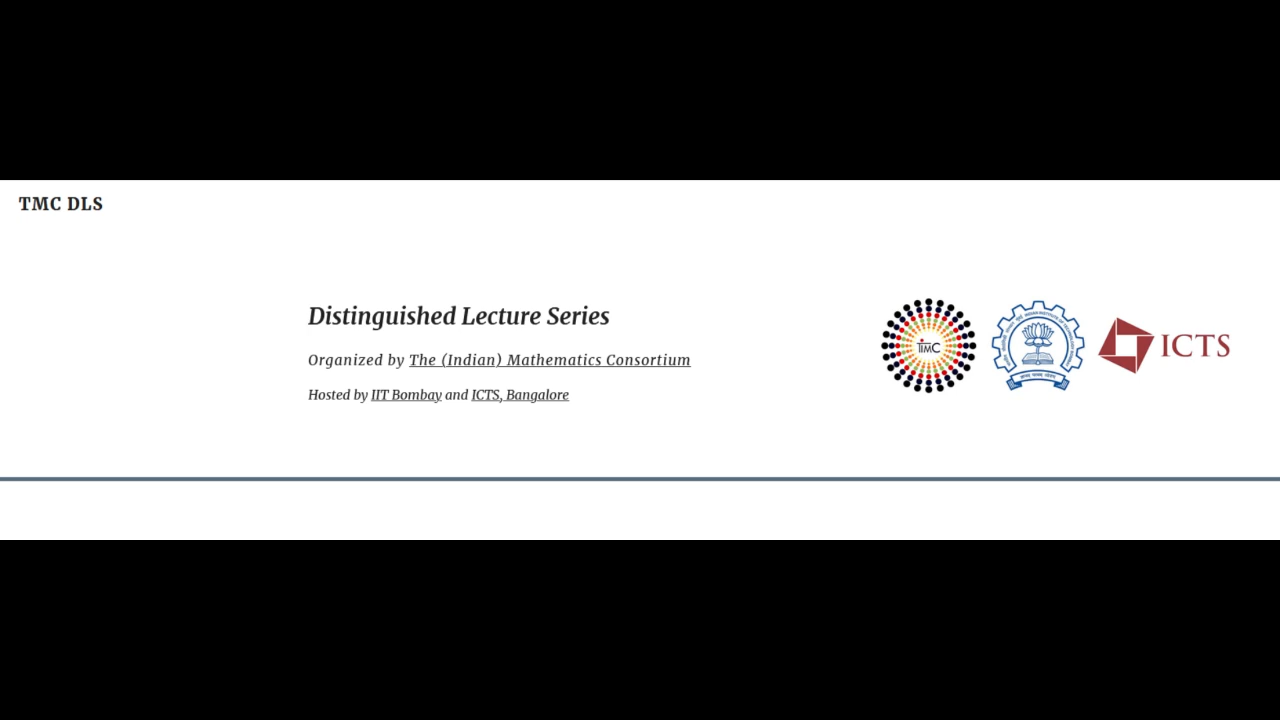 TMC DLS
Distinguished Lecture Series
Organized by The (Indian) Mathematics Consortium
Hosted by IIT Bombay and ICTS, Bangalore
TIMC
ICTS